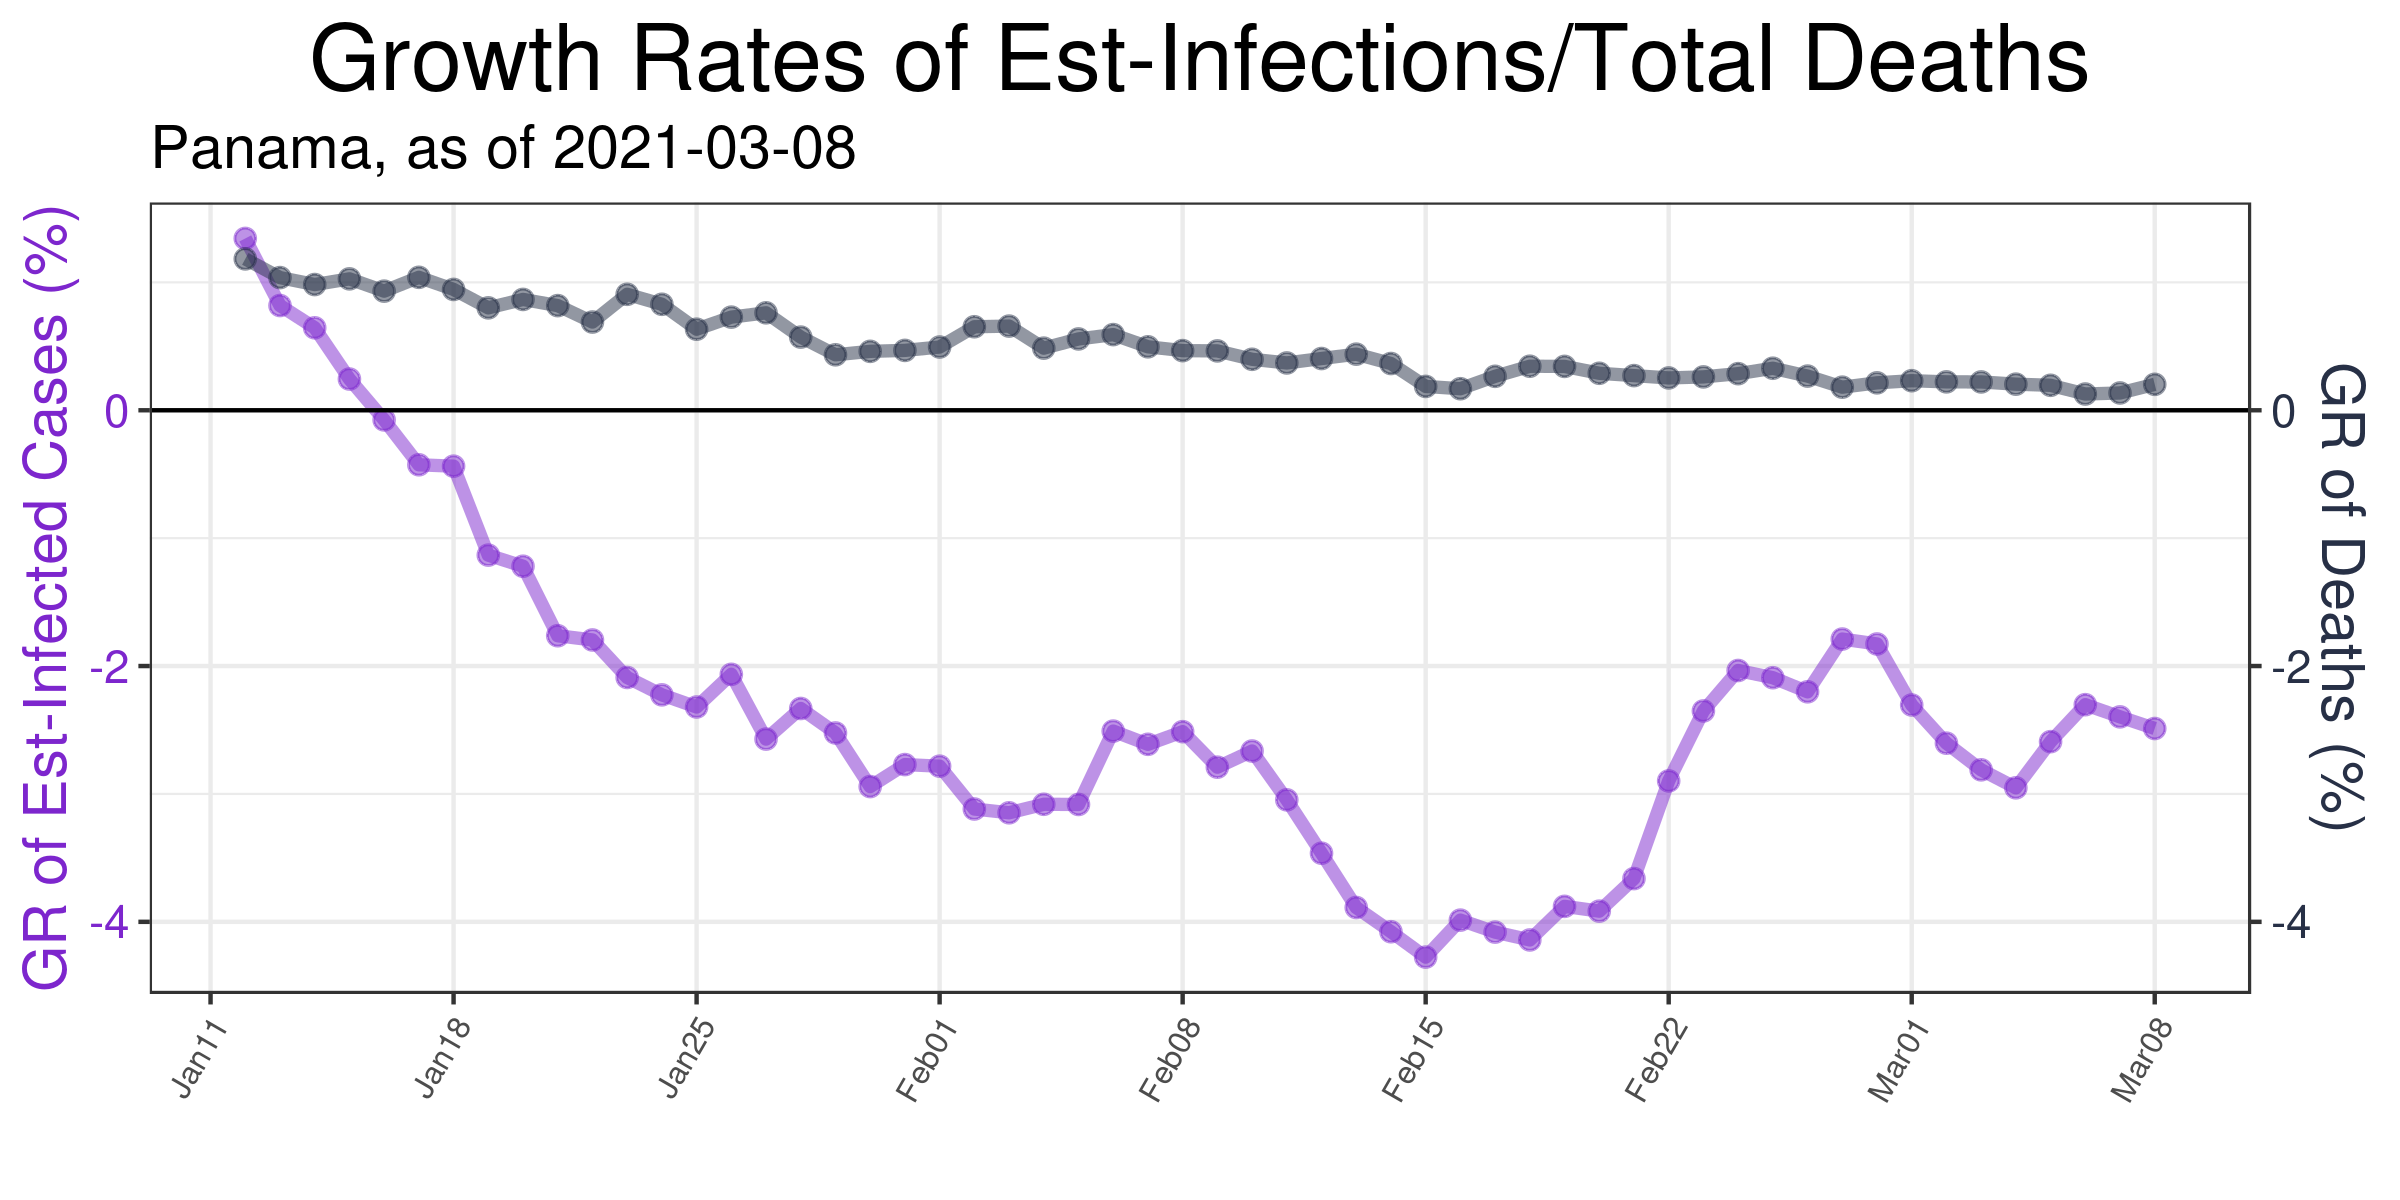 Growth Rates of Est-Infections/Total Deaths
Panama, as of 2021-03-08
GR of Est-Infected Cases (%)
0
-2
-4
0
-2
-4
GR of Deaths (%)
Jan11
Jan18
Jan25
Feb01
Feb08
Feb15
Feb22
Mar01
Mar08